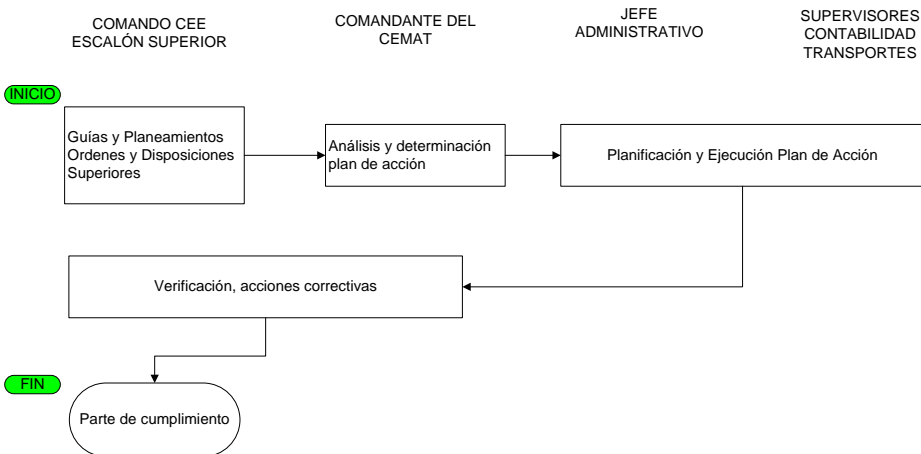 COMANDO CEE
ESCALÓN SUPERIOR
COMANDANTE DEL
CEMAT
JEFE
ADMINISTRATIVO
SUPERVISORES
CONTABILIDAD
TRANSPORTES
INICIO
Guías y Planeamientos
Ordenes y Disposiciones
Superiores
Análisis y determinación
plan de acción
Planificación y Ejecución Plan de Acción
Verificación, acciones correctivas
FIN
Parte de cumplimiento